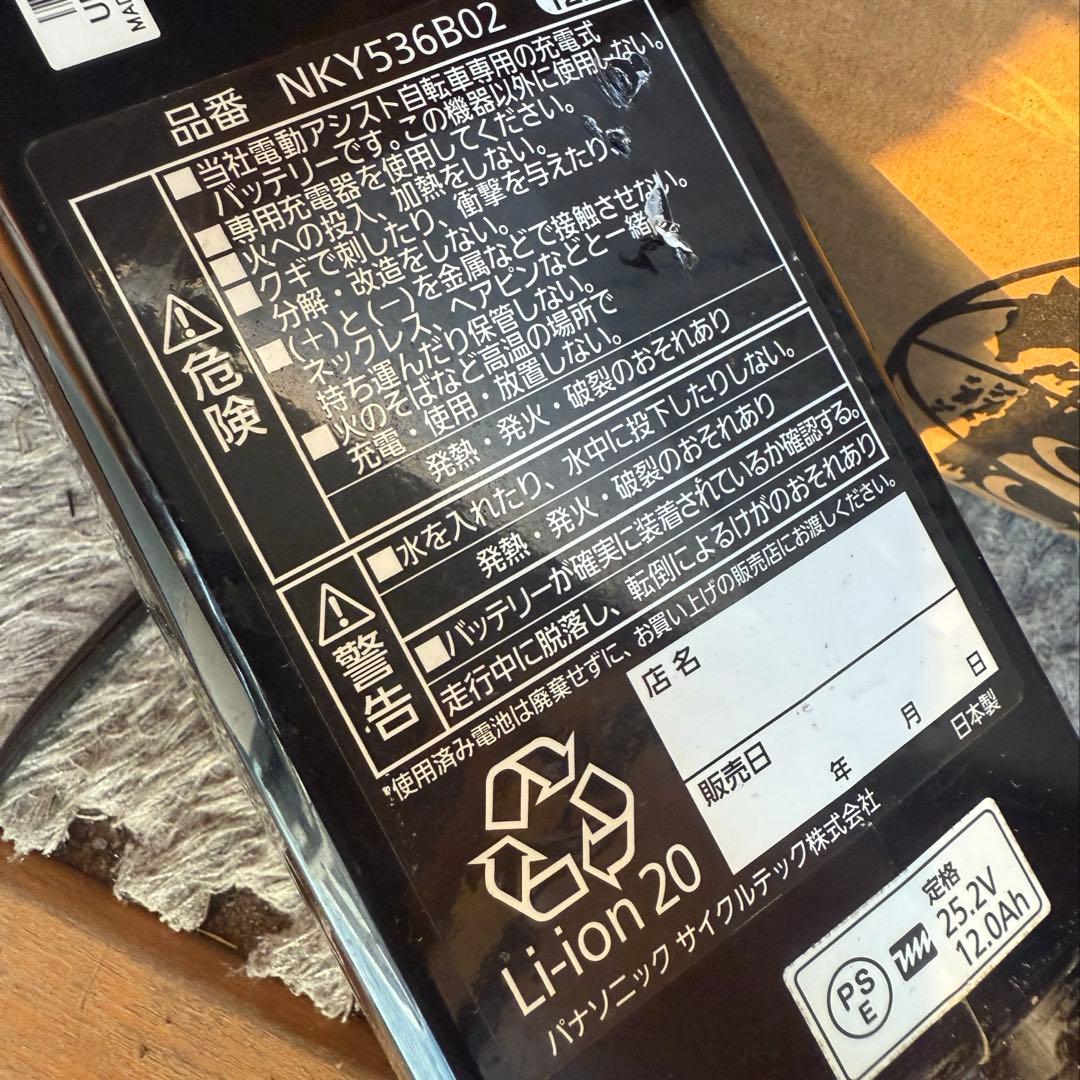 品番 NKY536B02
当社電動アシスト自転車専用の充電式
バッテリーです。この機器以外に使用しない。
専用充電器を使用してください。
火への投入、加熱をしない。
クギで刺したり、衝撃を与えたり、
分解・改造をしない。
(+)と(-)を金属などで接触させない。
ネックレス、ヘアピンなどと一緒
持ち運んだり保管しない。
火のそばなど高温の場所で
充電・使用・放置しない。
発熱・発火・破裂のおそれあり
危険
水を入れたり、水中に投下したりしない。
発熱・発火・破裂のおそれあり
バッテリーが確実に装着されているか確認する。
走行中に脱落し、転倒によるけがのおそれあり
警告
使用済み電池は廃棄せずに、お買い上げの販売店にお渡しください。
店名
販売日 年 月 日
日本製
Li-ion 20
パナソニック サイクルテック株式会社
PSE
定格
25.2V
12.0Ah